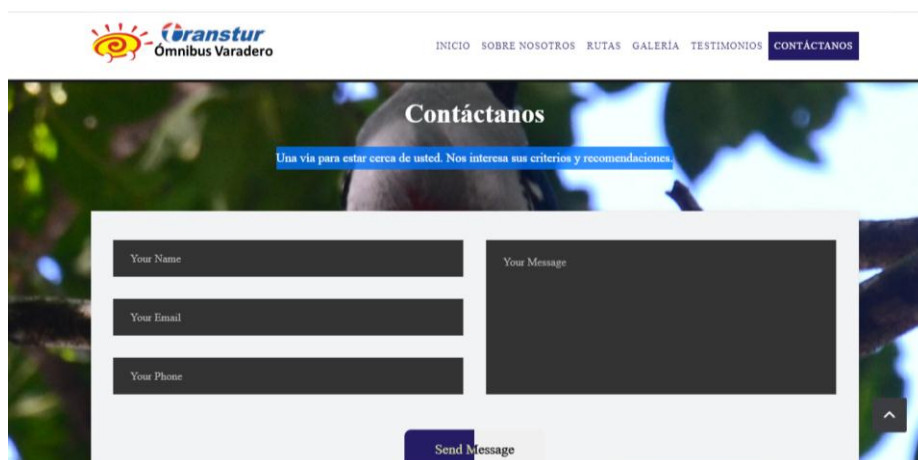 Transtur
Ómnibus Varadero
INICIO SOBRE NOSOTROS RUTAS GALERÍA TESTIMONIOS CONTÁCTANOS
Contáctanos
Una vía para estar cerca de usted. Nos interesa sus criterios y recomendaciones.
Your Name
Your Message
Your Email
Your Phone
Send Message